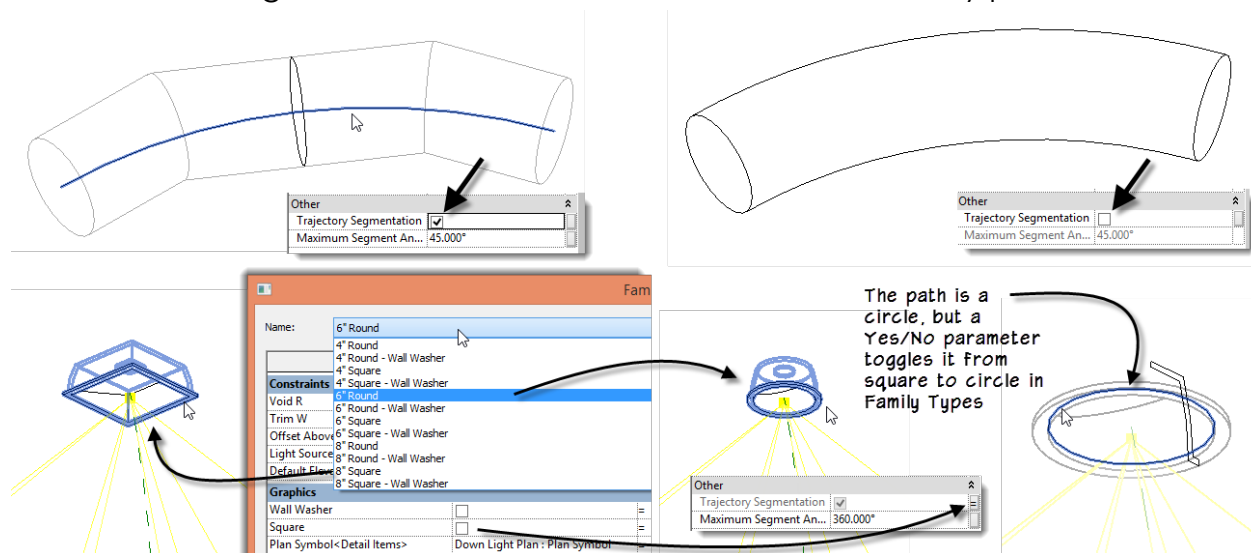 Other
Trajectory Segmentation
Maximum Segment An... 45.000°
Other
Trajectory Segmentation
Maximum Segment An... 45.000°
Fam
Name: 6" Round
4" Round
4" Round - Wall Washer
4" Square
4" Square - Wall Washer
6" Round
6" Round - Wall Washer
6" Square
6" Square - Wall Washer
8" Round
8" Round - Wall Washer
8" Square
8" Square - Wall Washer
Constraints
Void R
Trim W
Offset Above
Light Source
Default
Graphics
Wall Washer =
Square =
Plan Symbol<Detail Items> Down Light Plan : Plan Symbol =
The path is a
circle, but a
Yes/No parameter
toggles it from
square to circle in
Family Types
Other
Trajectory Segmentation =
Maximum Segment An... 360.000°